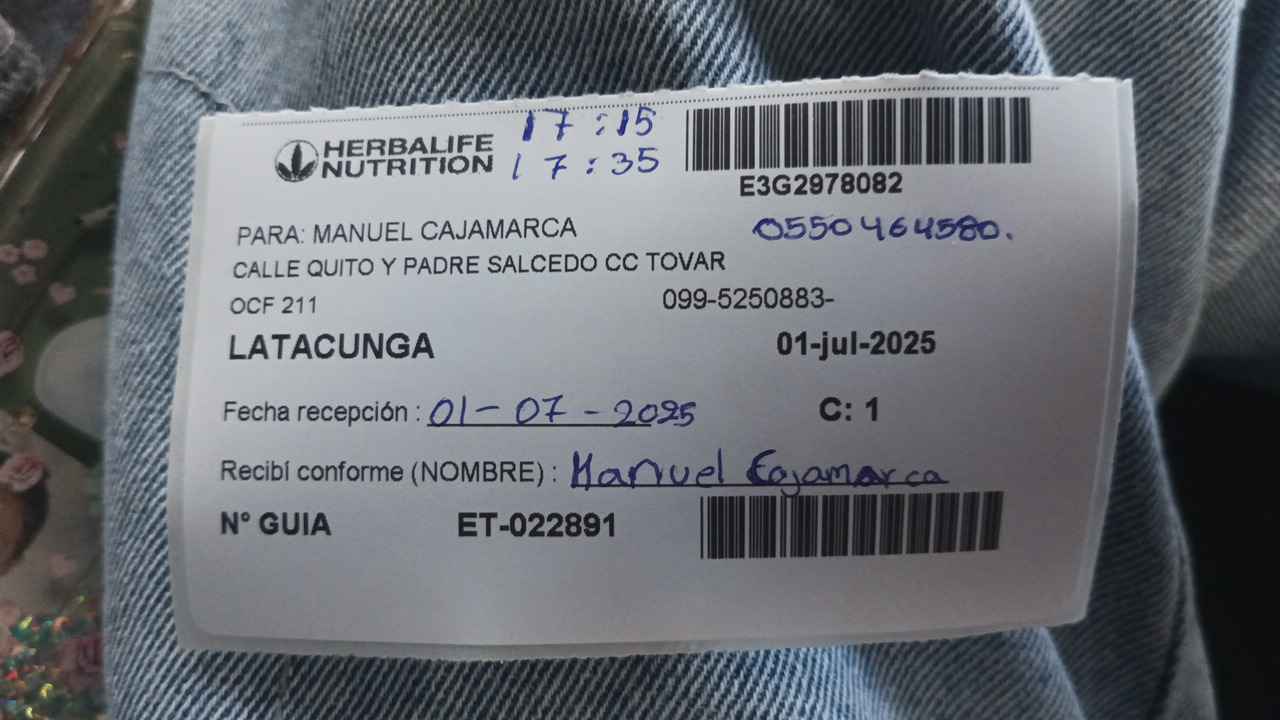 HERBALIFE NUTRITION
17:15
17:35
E3G2978082
PARA: MANUEL CAJAMARCA
0550464580.
CALLE QUITO Y PADRE SALCEDO CC TOVAR
OCF 211 099-5250883-
LATACUNGA 01-jul-2025
Fecha recepción : 01-07-2025 C: 1
Recibí conforme (NOMBRE) : Manuel Cajamarca
N° GUIA ET-022891